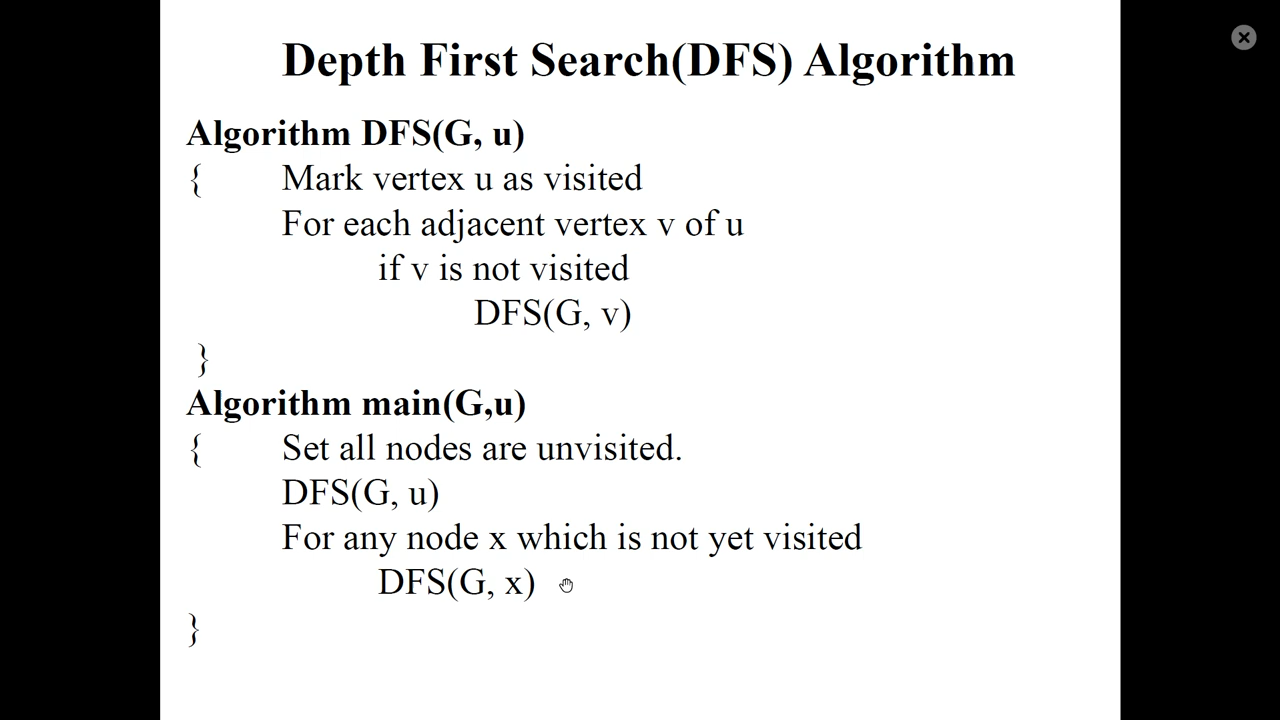 Depth First Search(DFS) Algorithm
Algorithm DFS(G, u)
{ Mark vertex u as visited
For each adjacent vertex v of u
if v is not visited
DFS(G, v)
}
Algorithm main(G,u)
{ Set all nodes are unvisited.
DFS(G, u)
For any node x which is not yet visited
DFS(G, x)
}